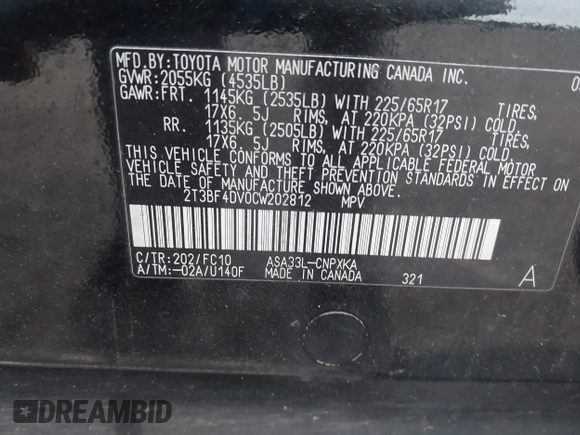 MFD.BY:TOYOTA MOTOR MANUFACTURING CANADA INC.
GVWR:2055KG (4535LB)
GAWR:FRT. 1145KG (2535LB) WITH 225/65R17 TIRES,
17X6.5J RIMS, AT 220KPA (32PSI) COLD.
RR. 1135KG (2505LB) WITH 225/65R17 TIRES,
17X6.5J RIMS, AT 220KPA (32PSI) COLD.
THIS VEHICLE CONFORMS TO ALL APPLICABLE FEDERAL MOTOR
VEHICLE SAFETY AND THEFT PREVENTION STANDARDS IN EFFECT ON
THE DATE OF MANUFACTURE SHOWN ABOVE.
2T3BF4DV0CW202812 MPV
C/TR:202/FC10 ASA33L-CNPXKA
A/TM:-02A/U140F MADE IN CANADA 321 A
DREAMBID